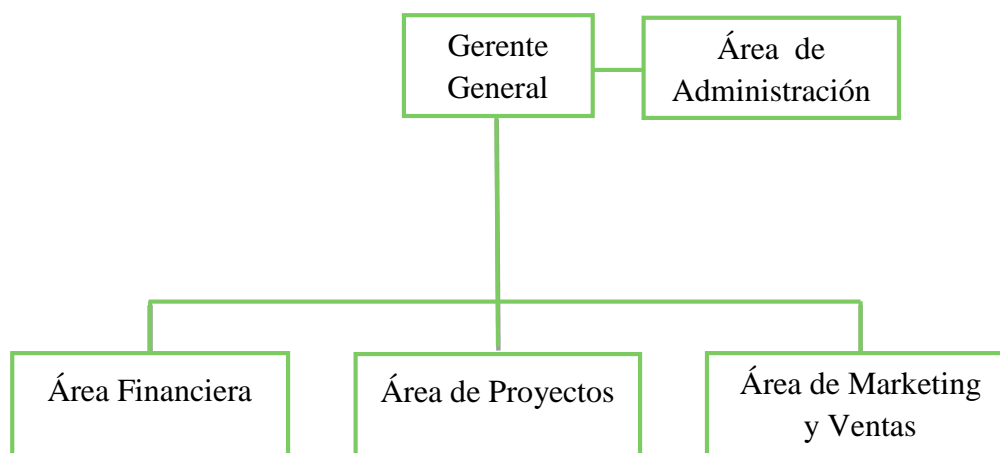 Gerente
General
Área de
Administración
Área Financiera
Área de Proyectos
Área de Marketing
y Ventas